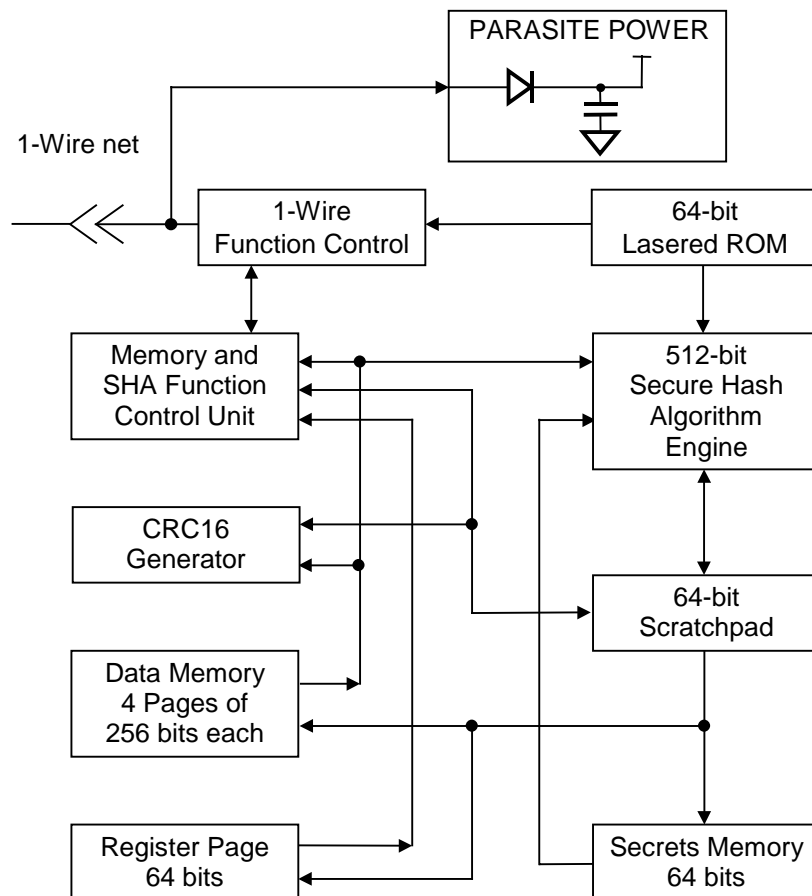 PARASITE POWER
1-Wire net
1-Wire
Function Control
64-bit
Lasered ROM
Memory and
SHA Function
Control Unit
512-bit
Secure Hash
Algorithm
Engine
CRC16
Generator
64-bit
Scratchpad
Data Memory
4 Pages of
256 bits each
Register Page
64 bits
Secrets Memory
64 bits